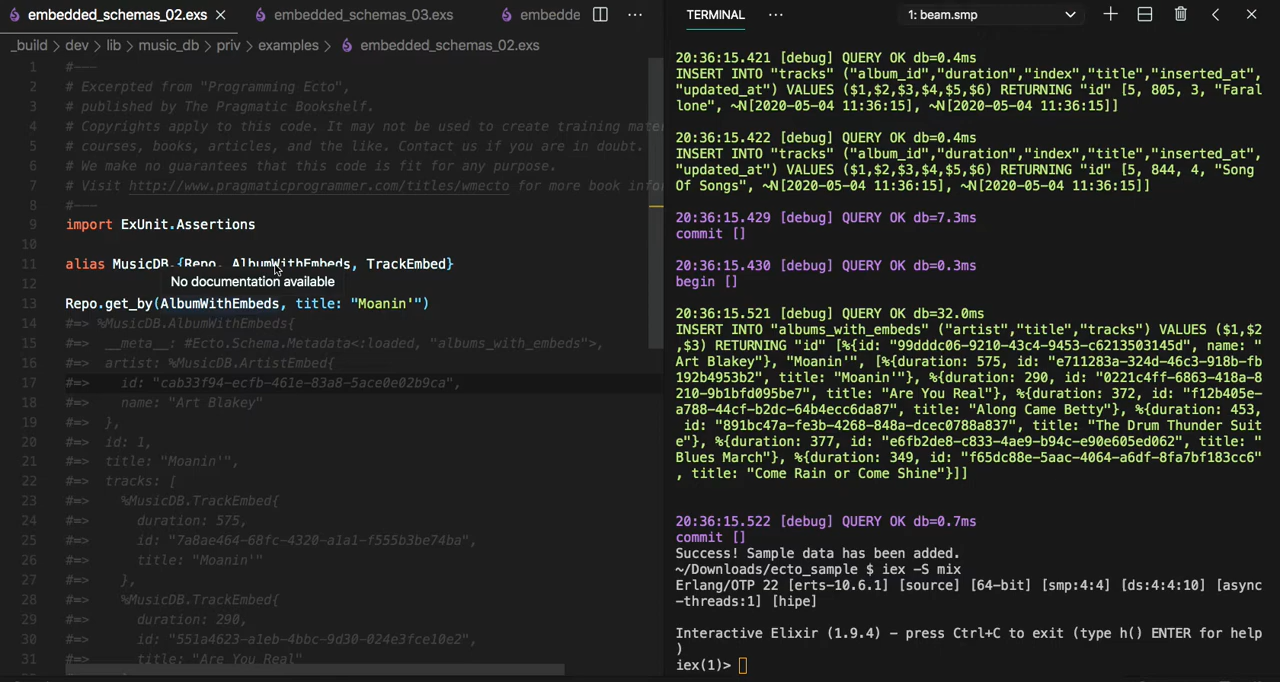 embedded_schemas_02.exs
embedded_schemas_03.exs
embedde
_build > dev > lib > music_db > priv > examples > embedded_schemas_02.exs
1 #---
2 # Excerpted from "Programming Ecto",
3 # published by The Pragmatic Bookshelf.
4 # Copyrights apply to this code. It may not be used to create training mate
5 # courses, books, articles, and the like. Contact us if you are in doubt.
6 # We make no guarantees that this code is fit for any purpose.
7 # Visit http://www.pragmaticprogrammer.com/titles/wmecto for more book info
8 #---
9 import ExUnit.Assertions
10
11 alias MusicDB.{Repo, AlbumWithEmbeds, TrackEmbed}
12
No documentation available
13 Repo.get_by(AlbumWithEmbeds, title: "Moanin'")
14 #=> %MusicDB.AlbumWithEmbeds{
15 #=> __meta__: #Ecto.Schema.Metadata<:loaded, "albums_with_embeds">,
16 #=> artist: %MusicDB.ArtistEmbed{
17 #=> id: "cab33f94-ecfb-461e-83a8-5ace0e02b9ca",
18 #=> name: "Art Blakey"
19 #=> },
20 #=> id: 1,
21 #=> title: "Moanin'",
22 #=> tracks: [
23 #=> %MusicDB.TrackEmbed{
24 #=> duration: 575,
25 #=> id: "7a8ae464-68fc-4320-a1a1-f555b3be74ba",
26 #=> title: "Moanin'"
27 #=> },
28 #=> %MusicDB.TrackEmbed{
29 #=> duration: 290,
30 #=> id: "551a4623-a1eb-4bbc-9d30-024e3fce10e2",
31 #=> title: "Are You Real"
TERMINAL
1: beam.smp
20:36:15.421 [debug] QUERY OK db=0.4ms
INSERT INTO "tracks" ("album_id","duration","index","title","inserted_at",
"updated_at") VALUES ($1,$2,$3,$4,$5,$6) RETURNING "id" [5, 805, 3, "Faral
lone", ~N[2020-05-04 11:36:15], ~N[2020-05-04 11:36:15]]
20:36:15.422 [debug] QUERY OK db=0.4ms
INSERT INTO "tracks" ("album_id","duration","index","title","inserted_at",
"updated_at") VALUES ($1,$2,$3,$4,$5,$6) RETURNING "id" [5, 844, 4, "Song
Of Songs", ~N[2020-05-04 11:36:15], ~N[2020-05-04 11:36:15]]
20:36:15.429 [debug] QUERY OK db=7.3ms
commit []
20:36:15.430 [debug] QUERY OK db=0.3ms
begin []
20:36:15.521 [debug] QUERY OK db=32.0ms
INSERT INTO "albums_with_embeds" ("artist","title","tracks") VALUES ($1,$2
,$3) RETURNING "id" [%{id: "99dddc06-9210-43c4-9453-c6213503145d", name: "
Art Blakey"}, "Moanin'", [%{duration: 575, id: "e711283a-324d-46c3-918b-fb
192b4953b2", title: "Moanin'"}, %{duration: 290, id: "0221c4ff-6863-418a-8
210-9b1bfd095be7", title: "Are You Real"}, %{duration: 372, id: "f12b405e-
a788-44cf-b2dc-64b4ecc6da87", title: "Along Came Betty"}, %{duration: 453,
id: "891bc47a-fe3b-4268-848a-dcec0788a837", title: "The Drum Thunder Suit
e"}, %{duration: 377, id: "e6fb2de8-c833-4ae9-b94c-e90e605ed062", title: "
Blues March"}, %{duration: 349, id: "f65dc88e-5aac-4064-a6df-8fa7bf183cc6"
, title: "Come Rain or Come Shine"}]]
20:36:15.522 [debug] QUERY OK db=0.7ms
commit []
Success! Sample data has been added.
~/Downloads/ecto_sample $ iex -S mix
Erlang/OTP 22 [erts-10.6.1] [source] [64-bit] [smp:4:4] [ds:4:4:10] [async
-threads:1] [hipe]
Interactive Elixir (1.9.4) - press Ctrl+C to exit (type h() ENTER for help
)
iex(1)>